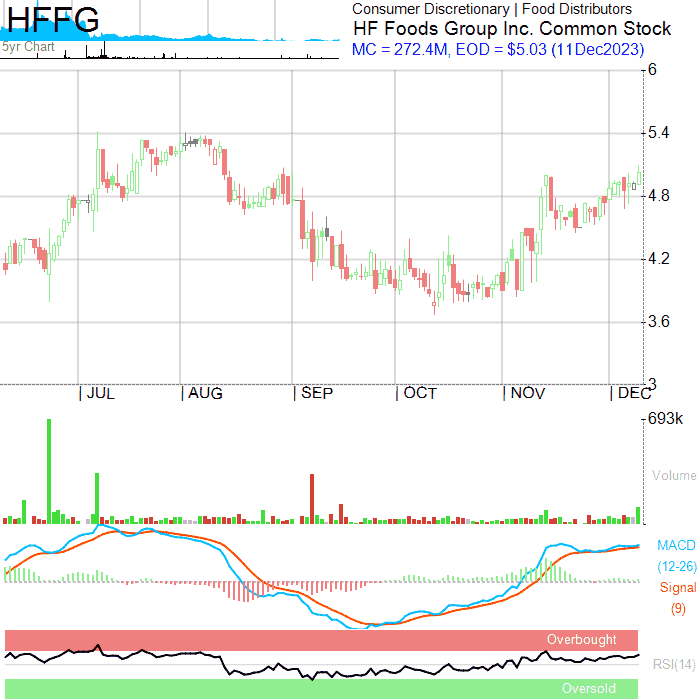 HFFG
5yr Chart
Consumer Discretionary | Food Distributors
HF Foods Group Inc. Common Stock
MC = 272.4M, EOD = $5.03 (11Dec2023)
6
5.4
4.8
4.2
3.6
3
| JUL | AUG | SEP | OCT | NOV | DEC
693k
Volume
MACD
(12-26)
Signal
(9)
Overbought
RSI(14)
Oversold